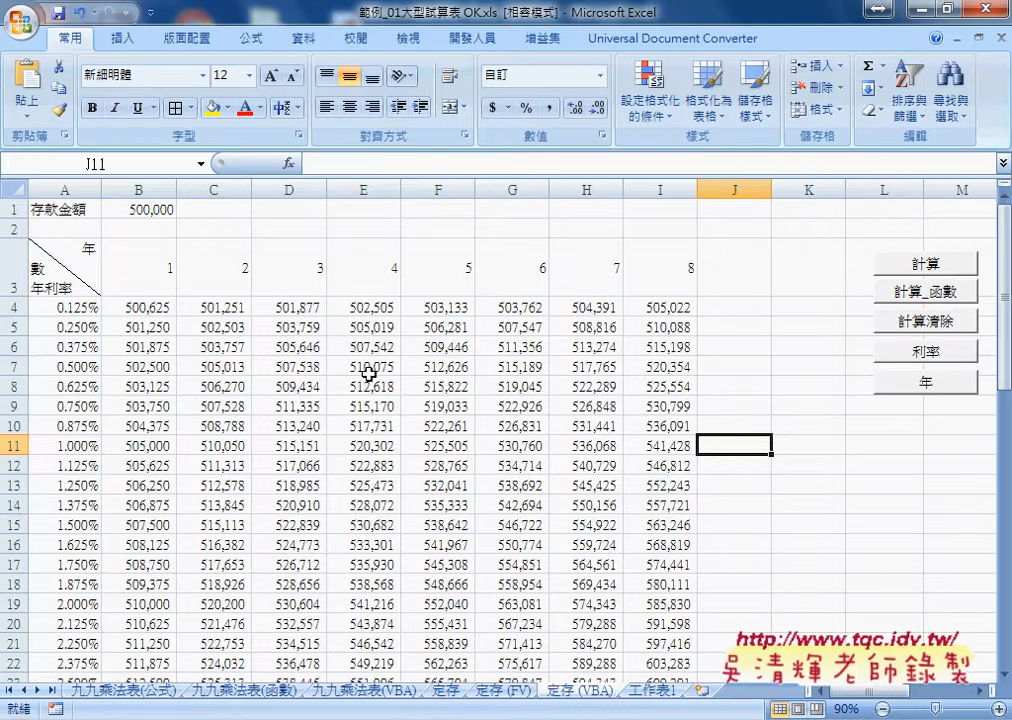 範例_01大型試算表 OK.xls [相容模式] - Microsoft Excel
常用 插入 版面配置 公式 資料 校閱 檢視 開發人員 增益集 Universal Document Converter
貼上 新細明體 12 自訂 設定格式化的條件 格式化為表格 儲存格樣式 插入 刪除 格式 排序與篩選 尋找與選取
剪貼簿 字型 對齊方式 數值 樣式 儲存格 編輯
J11 fx
A B C D E F G H I J K L M
1 存款金額 500,000
2
3 年數 年利率 1 2 3 4 5 6 7 8
4 0.125% 500,625 501,251 501,877 502,505 503,133 503,762 504,391 505,022
5 0.250% 501,250 502,503 503,759 505,019 506,281 507,547 508,816 510,088
6 0.375% 501,875 503,757 505,646 507,542 509,446 511,356 513,274 515,198
7 0.500% 502,500 505,013 507,538 510,075 512,626 515,189 517,765 520,354
8 0.625% 503,125 506,270 509,434 512,618 515,822 519,045 522,289 525,554
9 0.750% 503,750 507,528 511,335 515,170 519,033 522,926 526,848 530,799
10 0.875% 504,375 508,788 513,240 517,731 522,261 526,831 531,441 536,091
11 1.000% 505,000 510,050 515,151 520,302 525,505 530,760 536,068 541,428
12 1.125% 505,625 511,313 517,066 522,883 528,765 534,714 540,729 546,812
13 1.250% 506,250 512,578 518,985 525,473 532,041 538,692 545,425 552,243
14 1.375% 506,875 513,845 520,910 528,072 535,333 542,694 550,156 557,721
15 1.500% 507,500 515,113 522,839 530,682 538,642 546,722 554,922 563,246
16 1.625% 508,125 516,382 524,773 533,301 541,967 550,774 559,724 568,819
17 1.750% 508,750 517,653 526,712 535,930 545,308 554,851 564,561 574,441
18 1.875% 509,375 518,926 528,656 538,568 548,666 558,954 569,434 580,111
19 2.000% 510,000 520,200 530,604 541,216 552,040 563,081 574,343 585,830
20 2.125% 510,625 521,476 532,557 543,874 555,431 567,234 579,288 591,598
21 2.250% 511,250 522,753 534,515 546,542 558,839 571,413 584,270 597,416
22 2.375% 511,875 524,032 536,478 549,219 562,263 575,617 589,288 603,283
計算
計算_函數
計算清除
利率
年
http://www.tqc.idv.tw/
吳清輝老師錄製
九九乘法表(公式) 九九乘法表(函數) 九九乘法表(VBA) 定存 定存 (FV) 定存 (VBA) 工作表1
就緒 90%